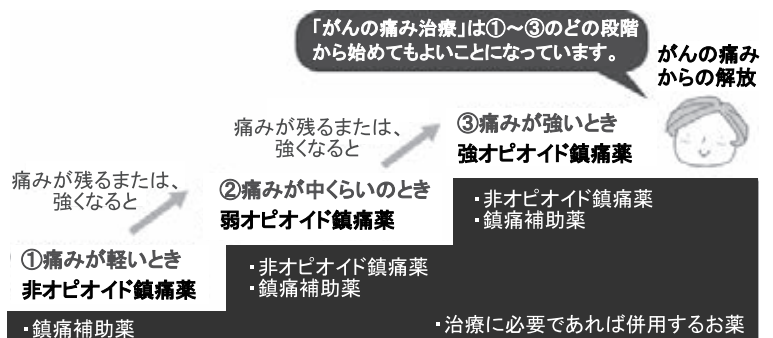 「がんの痛み治療」は①~③のどの段階
から始めてもよいことになっています。
がんの痛み
からの解放
痛みが残るまたは、
強くなると
③痛みが強いとき
強オピオイド鎮痛薬
・非オピオイド鎮痛薬
・鎮痛補助薬
痛みが残るまたは、
強くなると
②痛みが中くらいのとき
弱オピオイド鎮痛薬
・非オピオイド鎮痛薬
・鎮痛補助薬
①痛みが軽いとき
非オピオイド鎮痛薬
・鎮痛補助薬
・治療に必要であれば併用するお薬